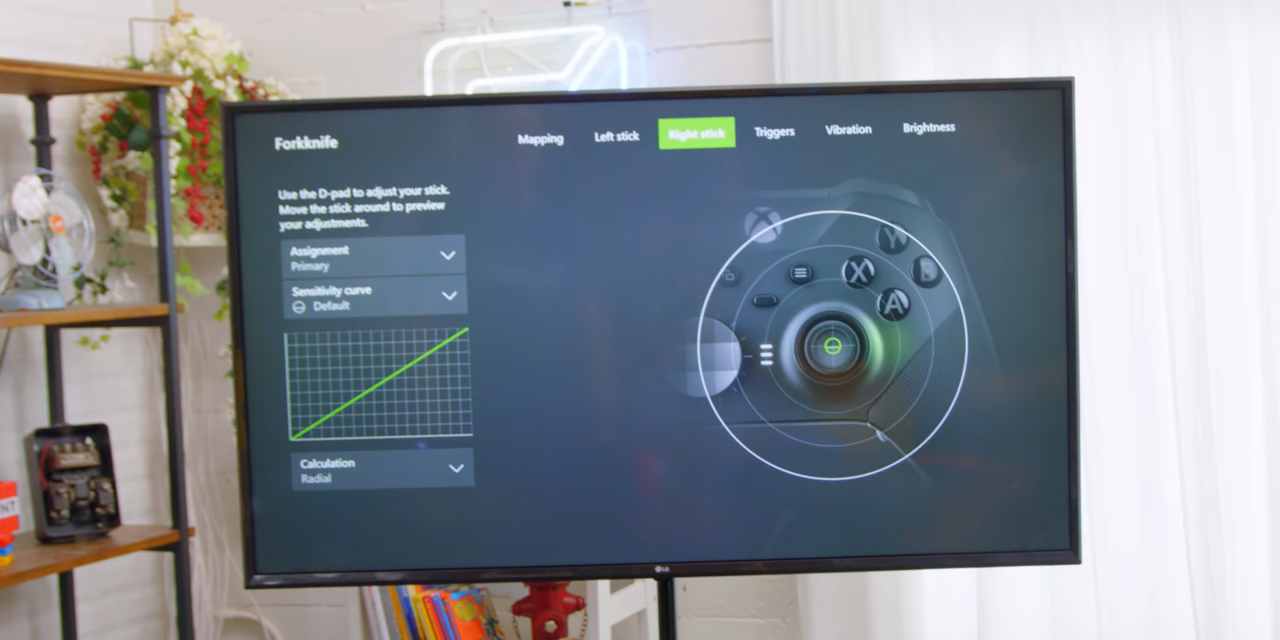 Forkknife
Mapping
Left stick
Right stick
Triggers
Vibration
Brightness
Use the D-pad to adjust your stick.
Move the stick around to preview
your adjustments.
Assignment
Primary
Sensitivity curve
Default
Calculation
Radial
Y
X
B
A
LG
NT